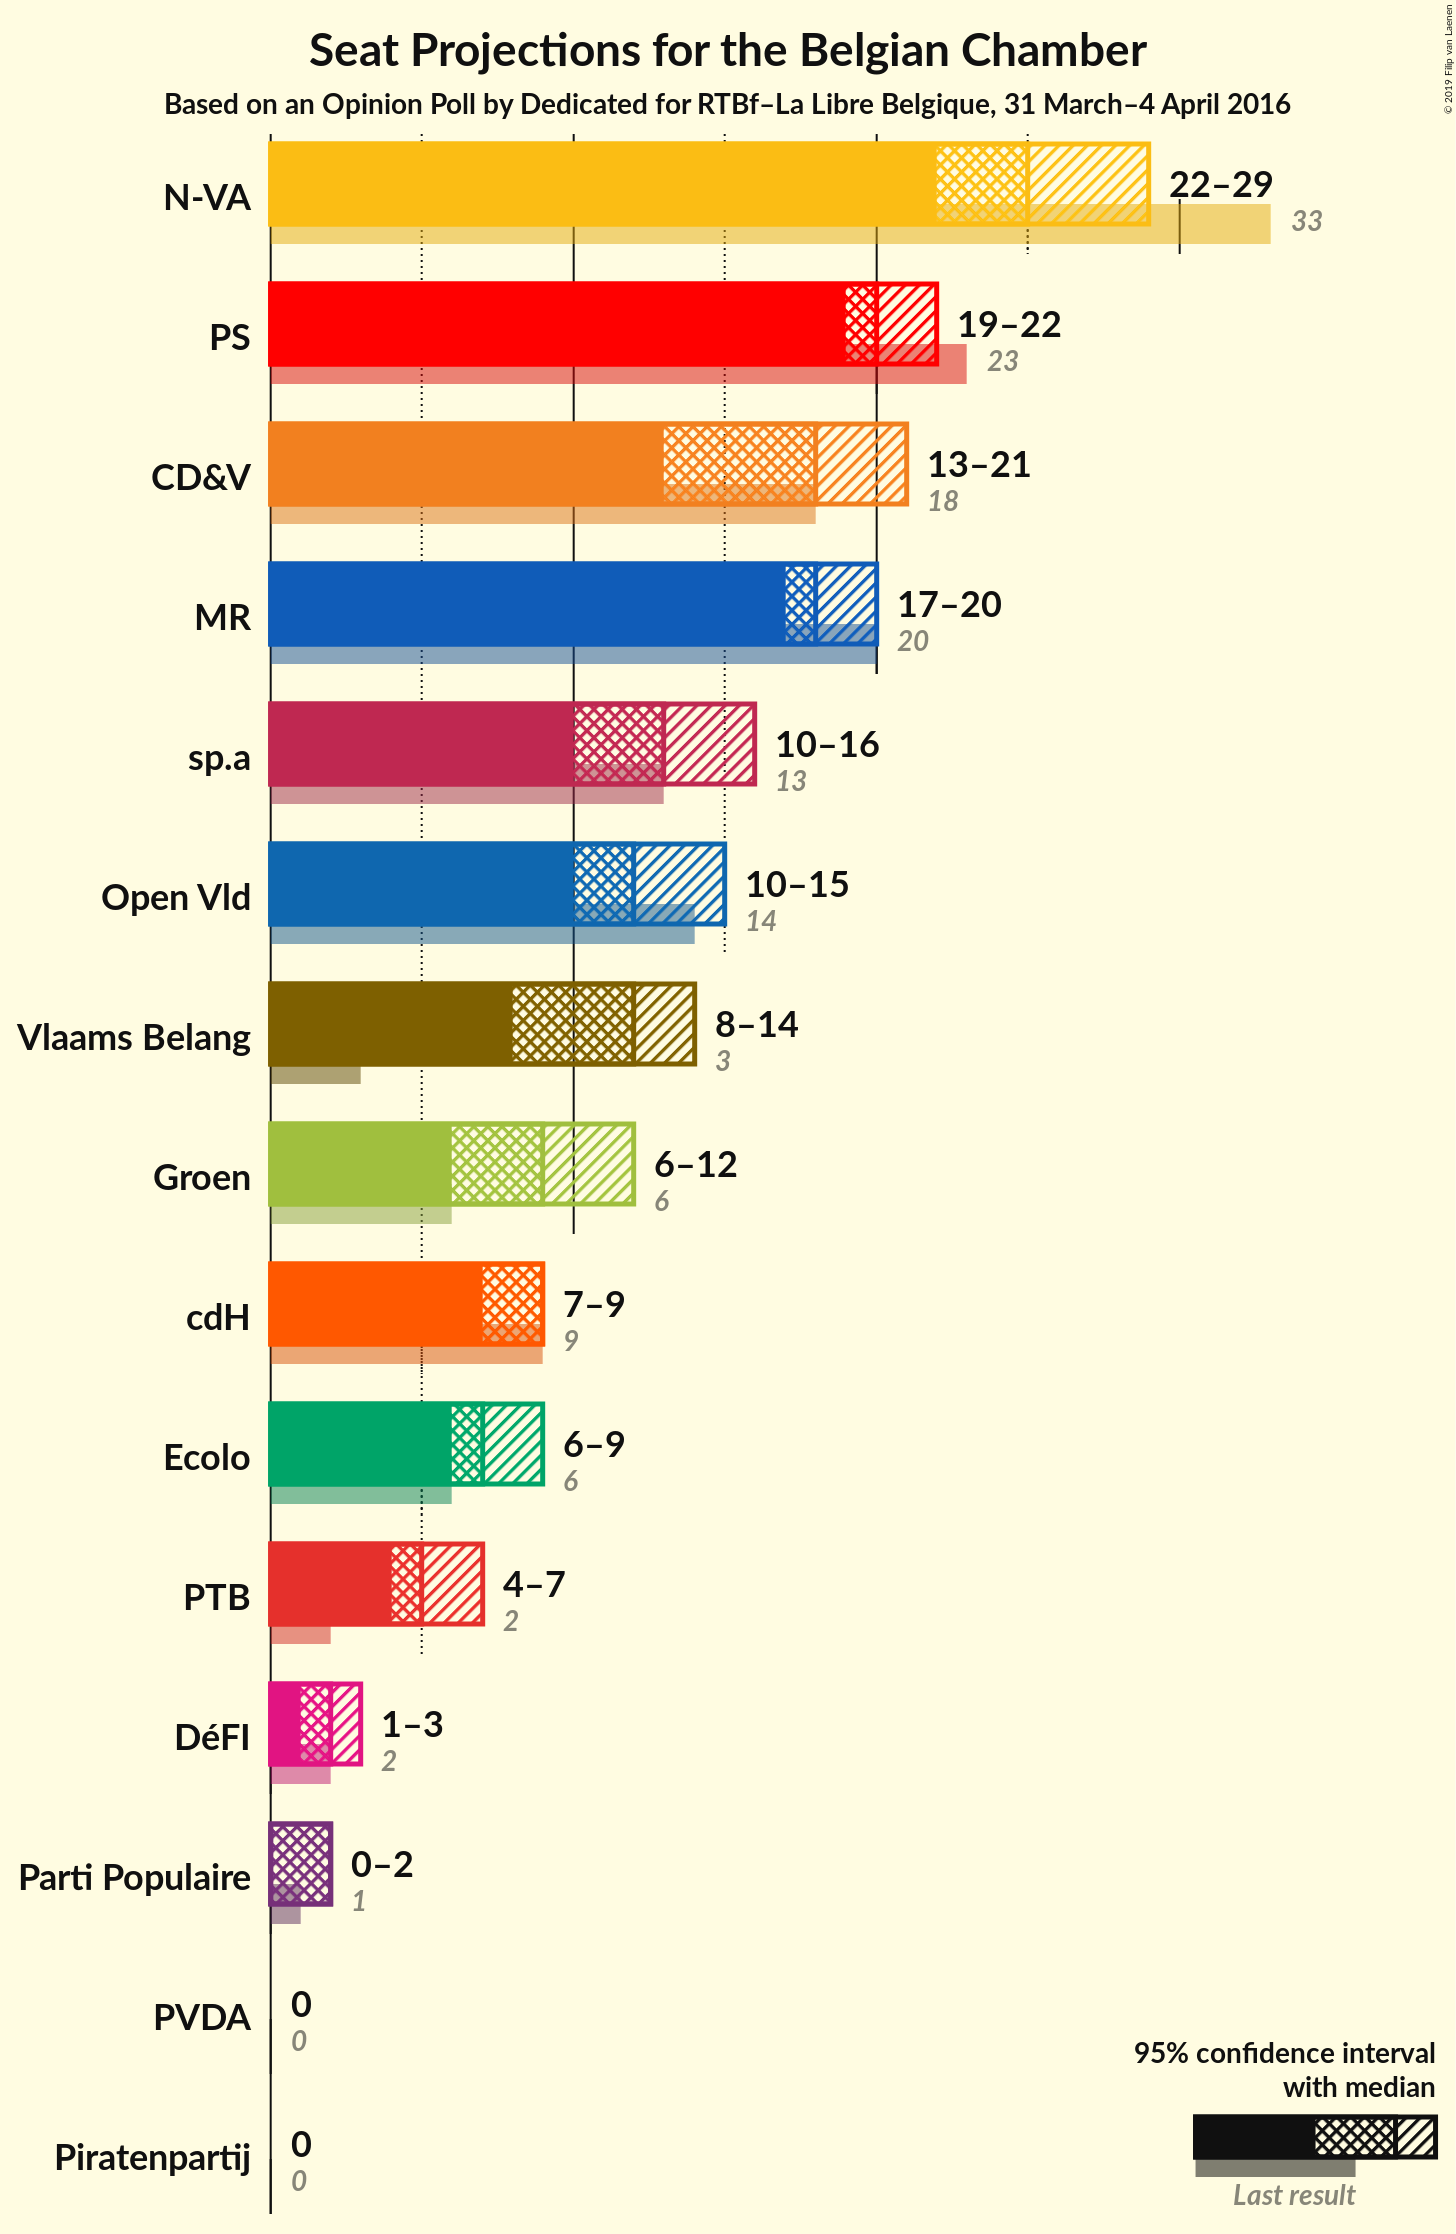 Seat Projections for the Belgian Chamber
Based on an Opinion Poll by Dedicated for RTBf–La Libre Belgique, 31 March–4 April 2016
© 2019 Filip van Laenen
N-VA
22–29
33
PS
19–22
23
CD&V
13–21
18
MR
17–20
20
sp.a
10–16
13
Open Vld
10–15
14
Vlaams Belang
8–14
3
Groen
6–12
6
cdH
7–9
9
Ecolo
6–9
6
PTB
4–7
2
DéFI
1–3
2
Parti Populaire
0–2
1
PVDA
0
0
Piratenpartij
0
0
95% confidence interval
with median
Last result